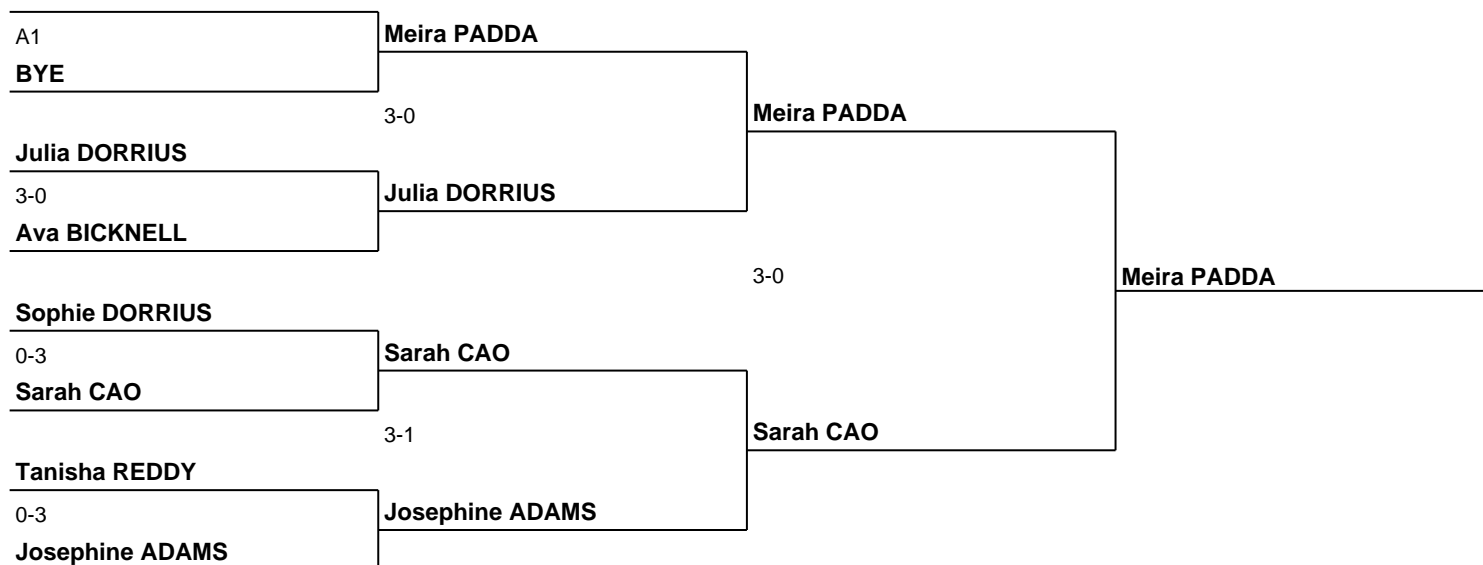 A1
BYE
Meira PADDA
3-0
Julia DORRIUS
3-0
Ava BICKNELL
Julia DORRIUS
Meira PADDA
3-0
Meira PADDA
Sophie DORRIUS
0-3
Sarah CAO
Sarah CAO
3-1
Sarah CAO
Tanisha REDDY
0-3
Josephine ADAMS
Josephine ADAMS